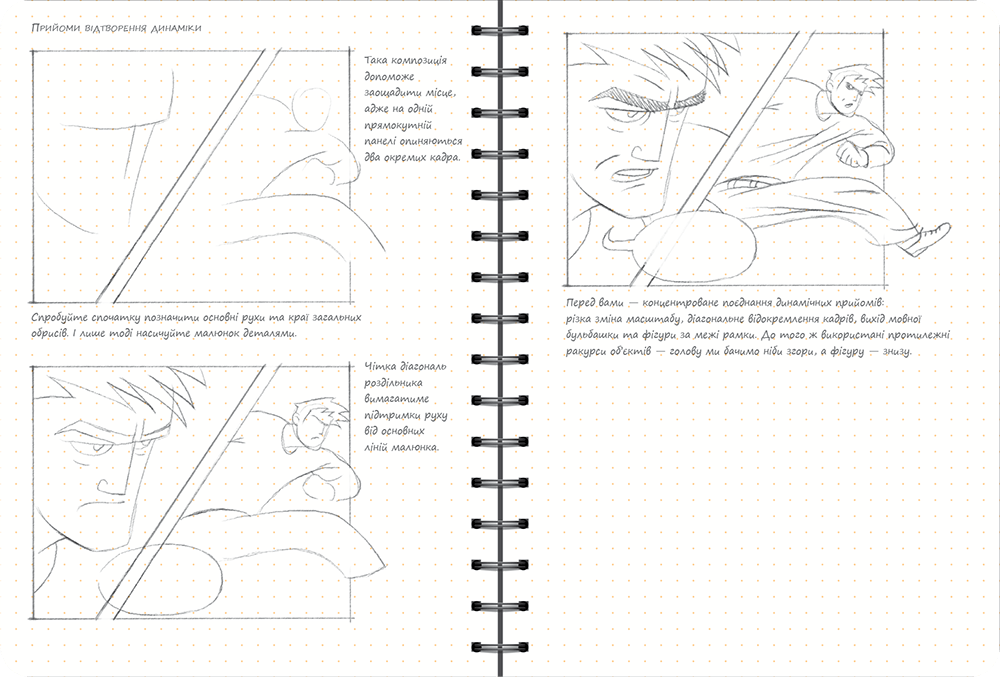 Прийоми відтворення динаміки
Така композиція
допоможе
заощадити місце,
адже на одній
прямокутній
панелі опиняються
два окремих кадра.
Спробуйте спочатку позначити основні рухи та краї загальних
обрисів. І лише тоді насичуйте малюнок деталями.
Чітка діагональ
роздільника
вимагатиме
підтримки руху
від основних
ліній малюнка.
Перед вами — концентроване поєднання динамічних прийомів:
різка зміна масштабу, діагональне відокремлення кадрів, вихід мовної
бульбашки та фігури за межі рамки. До того ж використані протилежні
ракурси об'єктів — голову ми бачимо ніби згори, а фігуру — знизу.